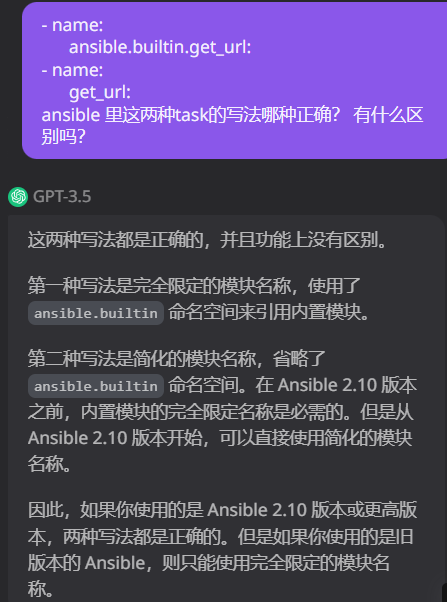 - name:
ansible.builtin.get_url:
- name:
get_url:
ansible 里这两种task的写法哪种正确? 有什么区
别吗?
GPT-3.5
这两种写法都是正确的，并且功能上没有区别。
第一种写法是完全限定的模块名称，使用了
ansible.builtin 命名空间来引用内置模块。
第二种写法是简化的模块名称，省略了
ansible.builtin 命名空间。在 Ansible 2.10 版本
之前，内置模块的完全限定名称是必需的。但是从
Ansible 2.10 版本开始，可以直接使用简化的模块
名称。
因此，如果你使用的是 Ansible 2.10 版本或更高版
本，两种写法都是正确的。但是如果你使用的是旧
版本的 Ansible，则只能使用完全限定的模块名
称。